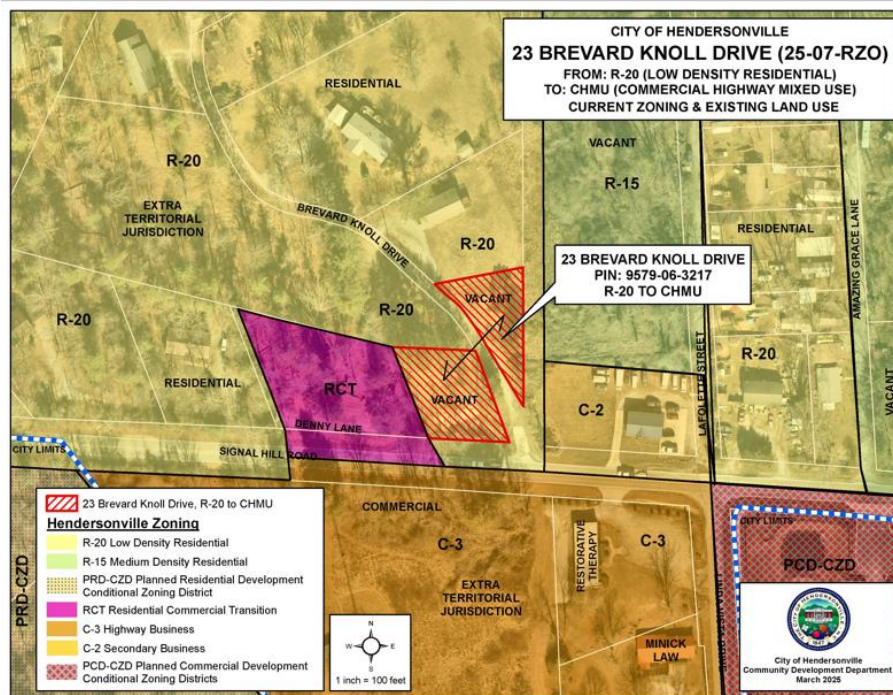 CITY OF HENDERSONVILLE
23 BREVARD KNOLL DRIVE (25-07-RZO)
FROM: R-20 (LOW DENSITY RESIDENTIAL)
TO: CHMU (COMMERCIAL HIGHWAY MIXED USE)
CURRENT ZONING & EXISTING LAND USE
RESIDENTIAL
R-20
EXTRA
TERRITORIAL
JURISDICTION
BREVARD KNOLL DRIVE
VACANT
R-15
RESIDENTIAL
AMAZING GRACE LANE
R-20
23 BREVARD KNOLL DRIVE
PIN: 9579-06-3217
R-20 TO CHMU
VACANT
R-20
R-20
RESIDENTIAL
RCT
VACANT
DENNY LANE
SIGNAL HILL ROAD
CITY LIMITS
C-2
LAFOLETTE STREET
R-20
VACANT
COMMERCIAL
C-3
EXTRA
TERRITORIAL
JURISDICTION
RESTORATIVE
THERAPY
C-3
MINICK
LAW
CITY LIMITS
PCD-CZD
PRD-CZD
23 Brevard Knoll Drive, R-20 to CHMU
Hendersonville Zoning
R-20 Low Density Residential
R-15 Medium Density Residential
PRD-CZD Planned Residential Development
Conditional Zoning District
RCT Residential Commercial Transition
C-3 Highway Business
C-2 Secondary Business
PCD-CZD Planned Commercial Development
Conditional Zoning Districts
N
W
E
S
1 inch = 100 feet
City of Hendersonville
Community Development Department
March 2025